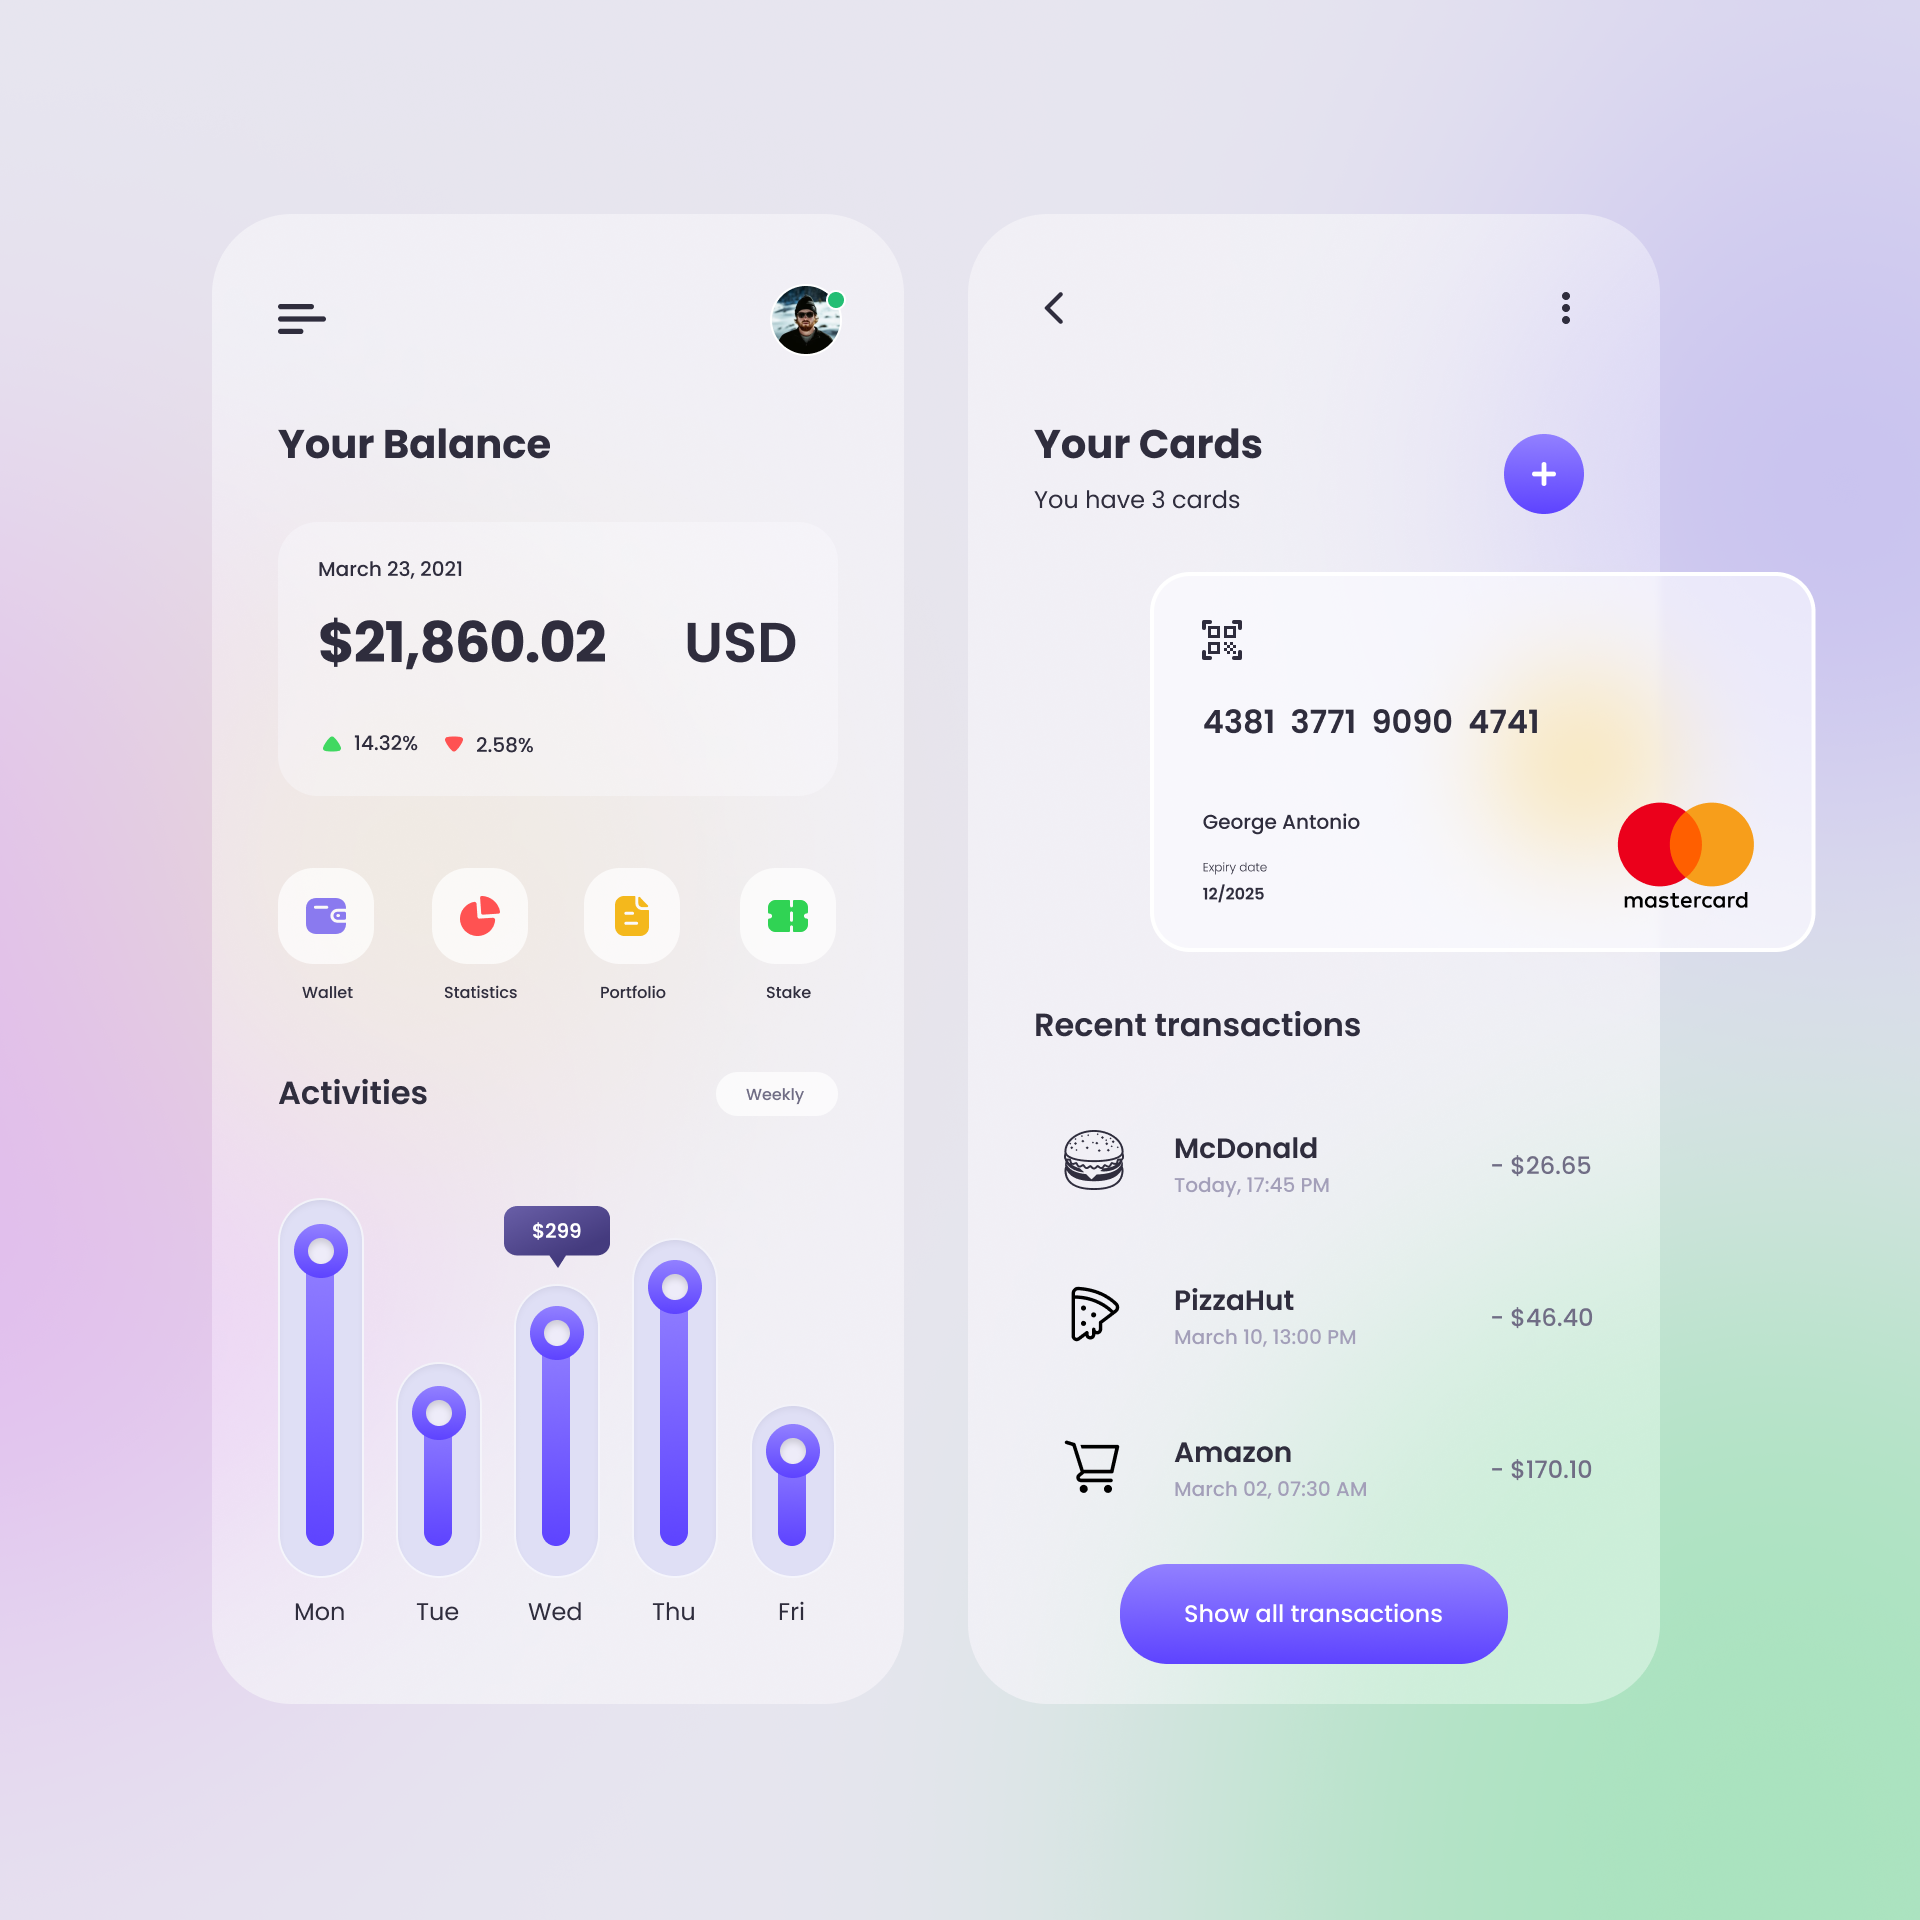 Your Balance
March 23, 2021
$21,860.02 USD
14.32% 2.58%
Wallet Statistics Portfolio Stake
Activities Weekly
$299
Mon Tue Wed Thu Fri
Your Cards
You have 3 cards
4381 3771 9090 4741
George Antonio
Expiry date
12/2025
mastercard
Recent transactions
McDonald
Today, 17:45 PM
- $26.65
PizzaHut
March 10, 13:00 PM
- $46.40
Amazon
March 02, 07:30 AM
- $170.10
Show all transactions